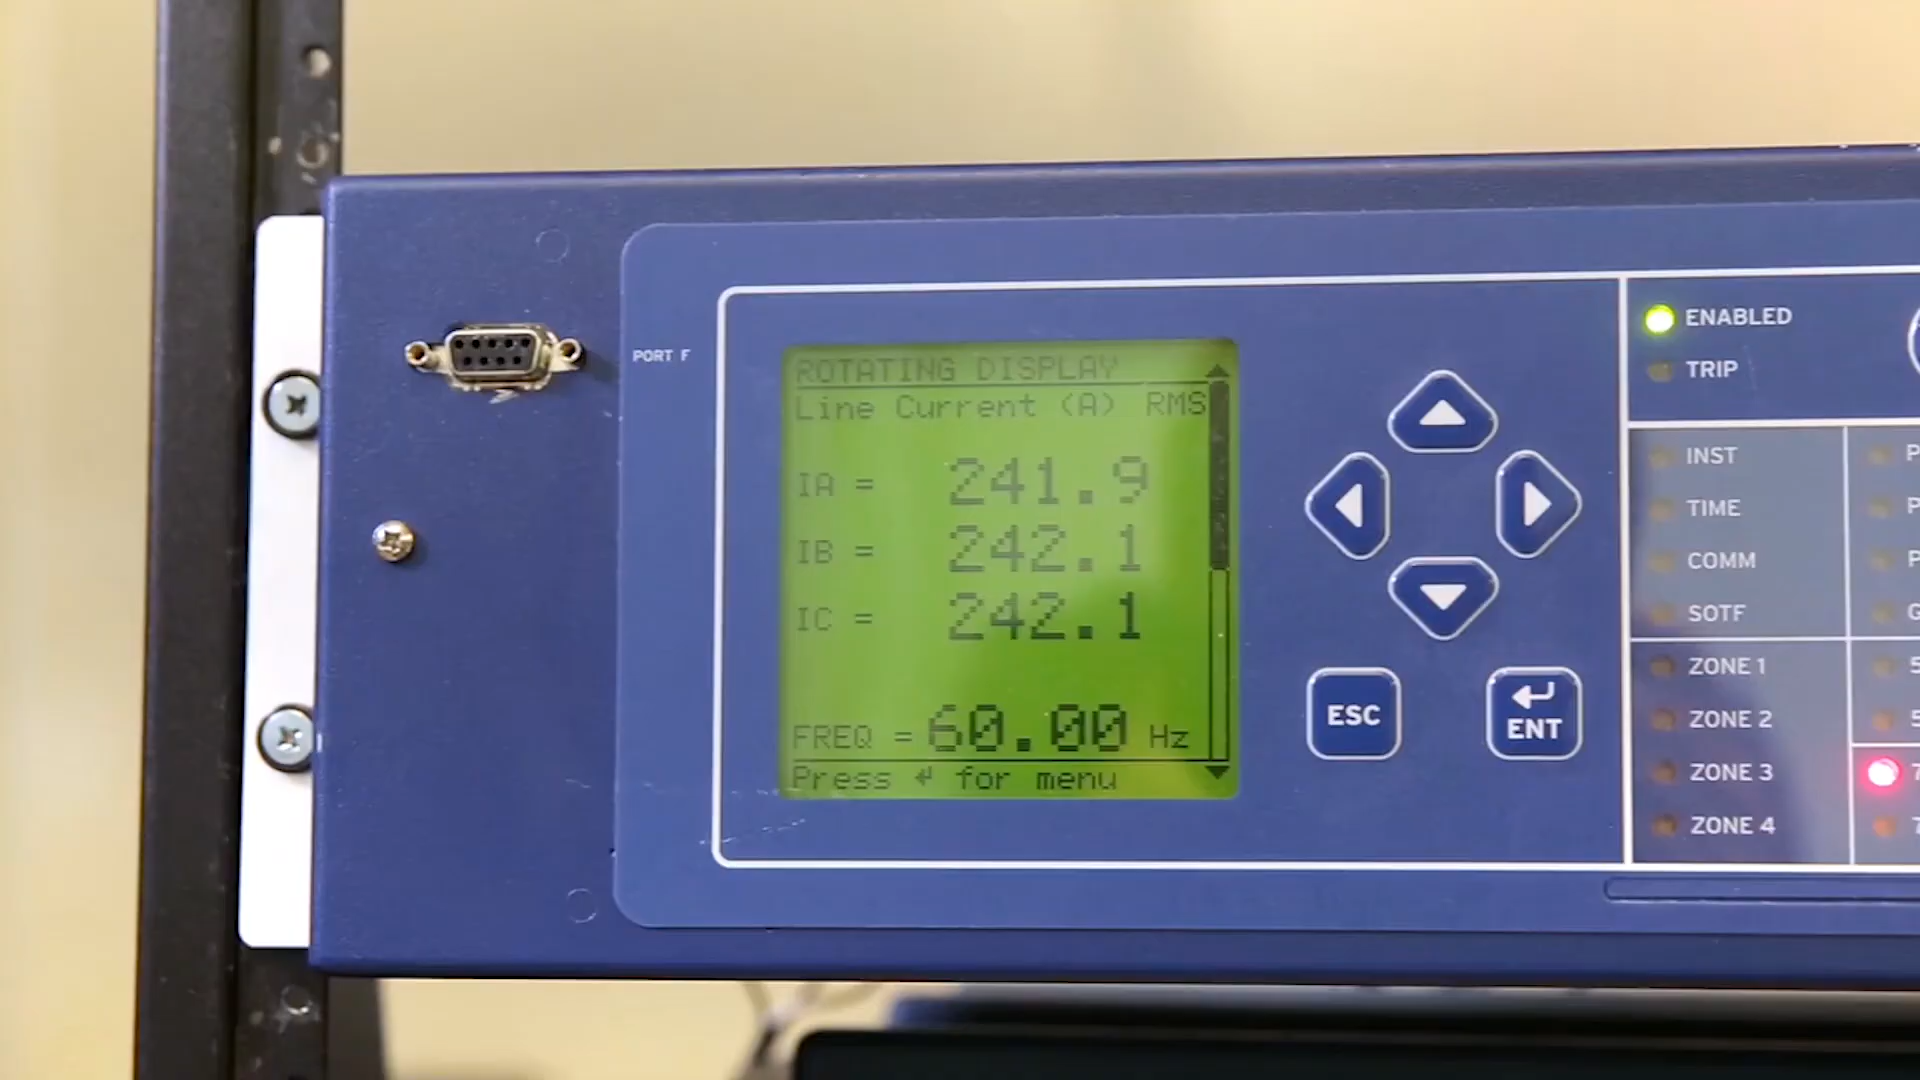 PORT F
ROTATING DISPLAY
Line Current (A) RMS
IA = 241.9
IB = 242.1
IC = 242.1
FREQ = 60.00 Hz
Press ↵ for menu
ESC
ENT
ENABLED
TRIP
INST
TIME
COMM
SOTF
ZONE 1
ZONE 2
ZONE 3
ZONE 4